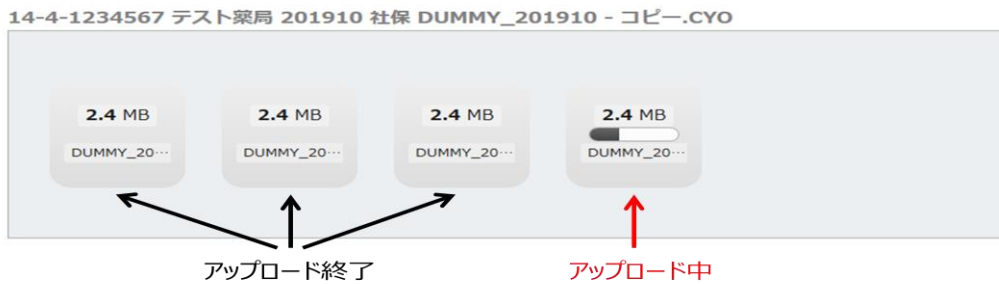 14-4-1234567 テスト薬局 201910 社保 DUMMY_201910 - コピー.CYO
2.4 MB 2.4 MB 2.4 MB 2.4 MB
DUMMY_20… DUMMY_20… DUMMY_20… DUMMY_20…
アップロード終了 アップロード中